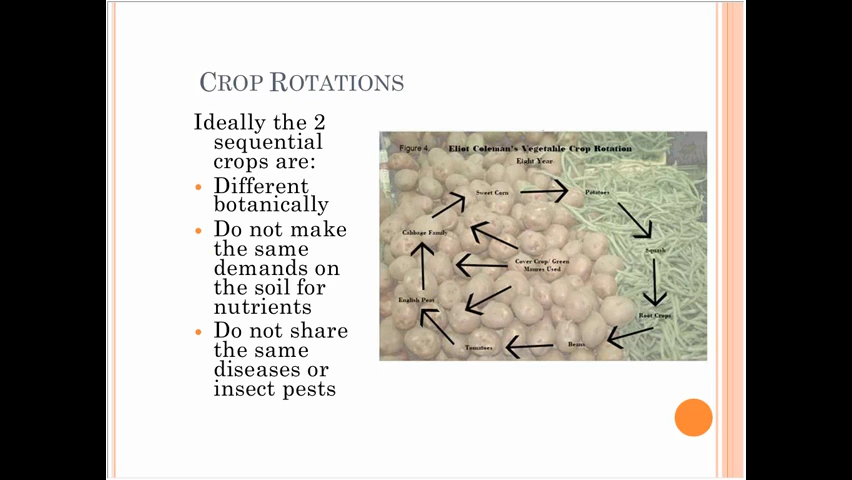 CROP ROTATIONS
Ideally the 2
sequential
crops are:
• Different
botanically
• Do not make
the same
demands on
the soil for
nutrients
• Do not share
the same
diseases or
insect pests
Figure 4. Eliot Coleman's Vegetable Crop Rotation
Eight Year
Sweet Corn
Potatoes
Squash
Root Crops
Beans
Tomatoes
English Peas
Cabbage Family
Cover Crop/ Green
Manures Used